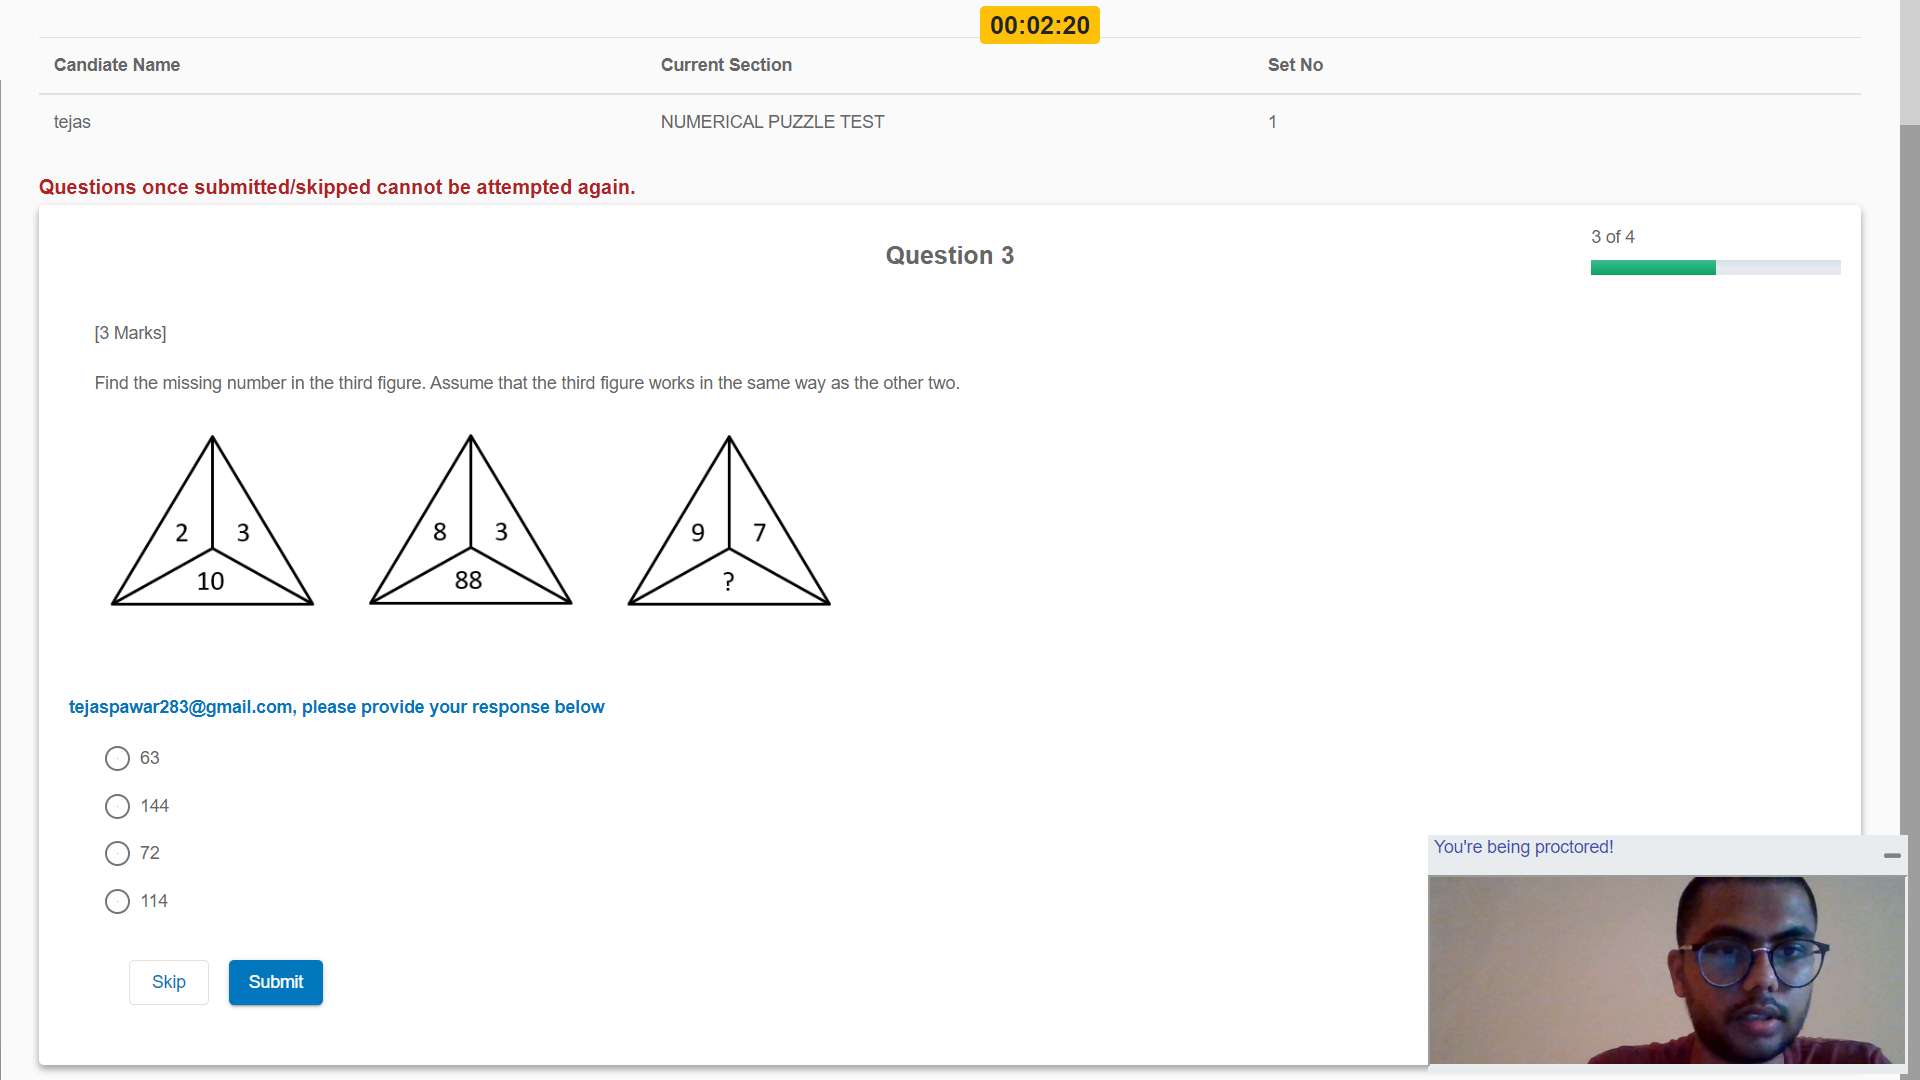 00:02:20
Candiate Name Current Section Set No
tejas NUMERICAL PUZZLE TEST 1
Questions once submitted/skipped cannot be attempted again.
3 of 4
Question 3
[3 Marks]
Find the missing number in the third figure. Assume that the third figure works in the same way as the other two.
2 3 8 3 9 7
10 88 ?
tejaspawar283@gmail.com, please provide your response below
63
144
72
You're being proctored!
114
Skip Submit